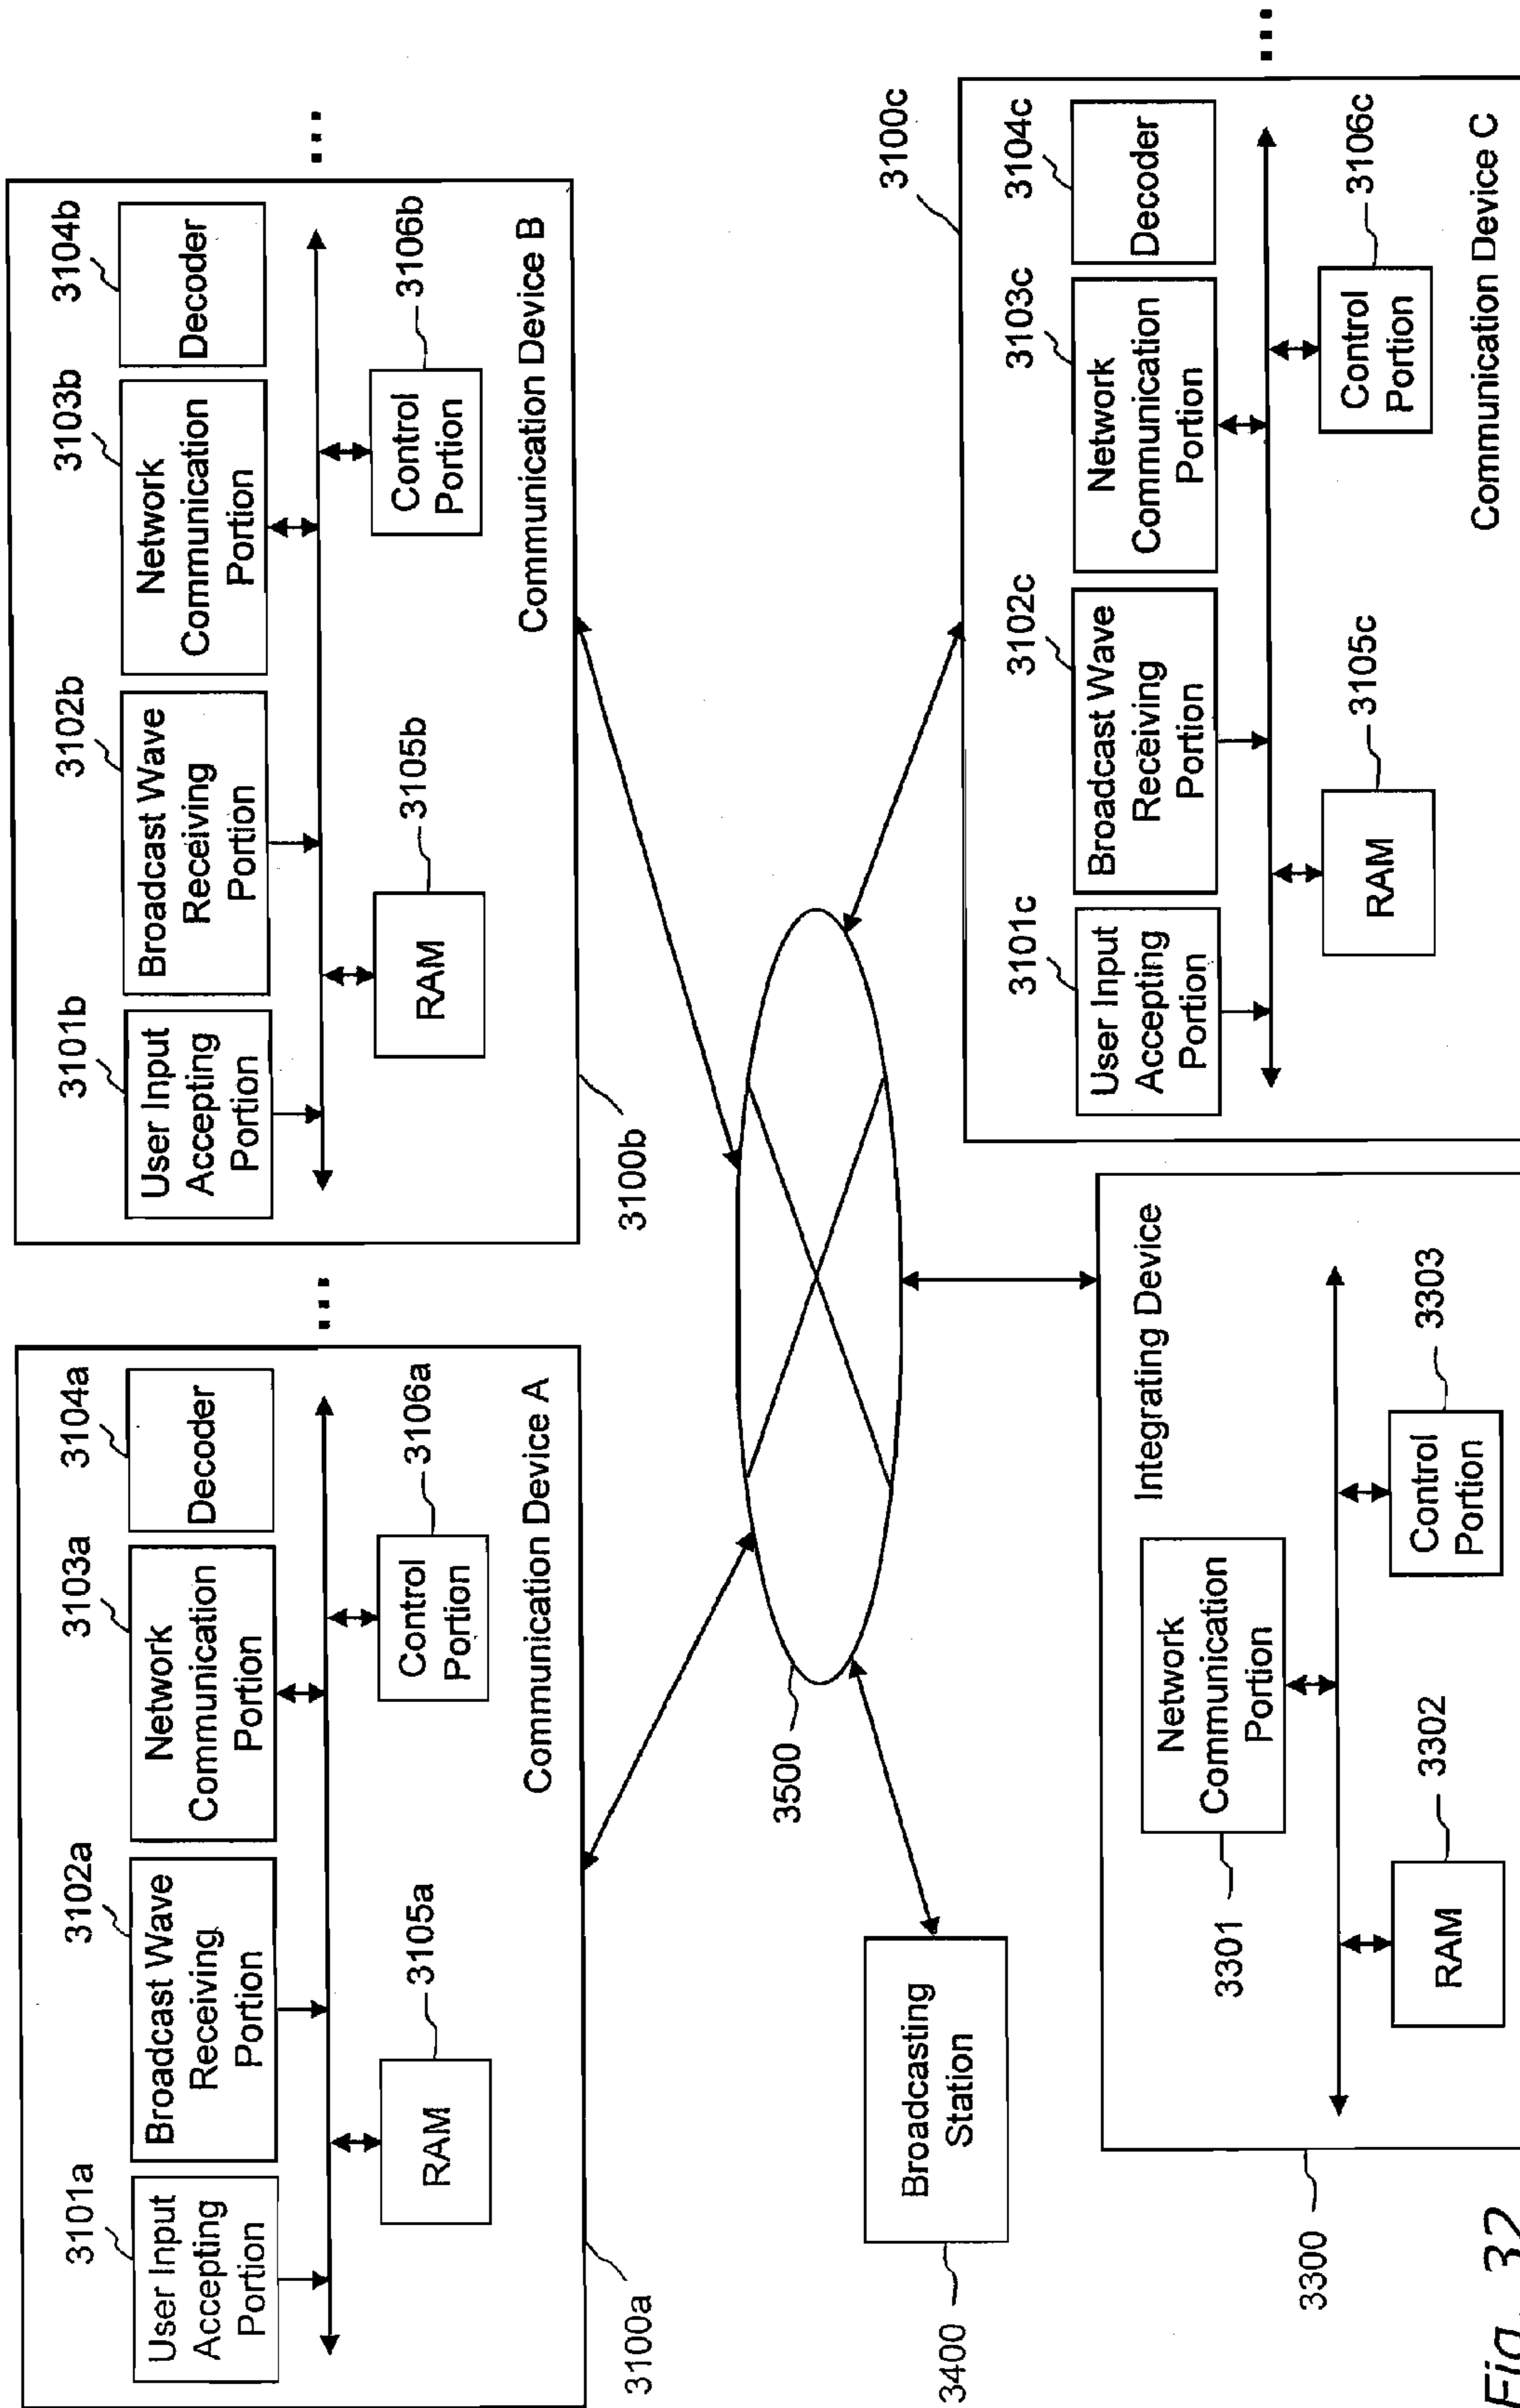 3101a
3102a
3103a
3104a
User Input
Accepting
Portion
Broadcast Wave
Receiving
Portion
Network
Communication
Portion
Decoder
RAM
3105a
Control
Portion
3106a
Communication Device A
3100a
...
3101b
3102b
3103b
3104b
User Input
Accepting
Portion
Broadcast Wave
Receiving
Portion
Network
Communication
Portion
Decoder
RAM
3105b
Control
Portion
3106b
Communication Device B
3100b
...
3500
Broadcasting
Station
3400
Integrating Device
Network
Communication
Portion
3301
RAM
3302
Control
Portion
3303
3300
3100c
3101c
3102c
3103c
3104c
User Input
Accepting
Portion
Broadcast Wave
Receiving
Portion
Network
Communication
Portion
Decoder
RAM
3105c
Control
Portion
3106c
Communication Device C
...
Fig. 32